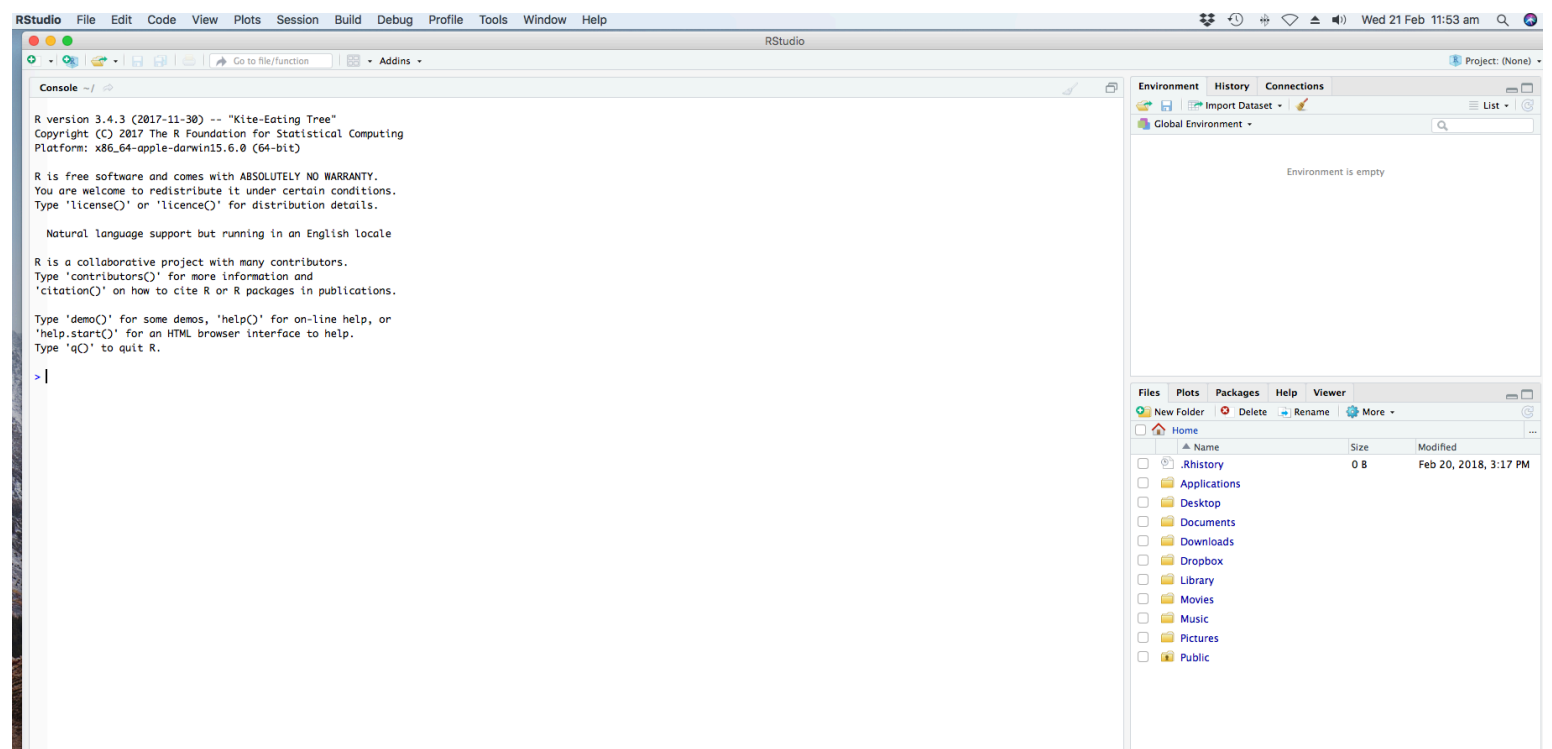 RStudio File Edit Code View Plots Session Build Debug Profile Tools Window Help Wed 21 Feb 11:53 am
RStudio
Go to file/function Addins Project: (None)
Console ~/
R version 3.4.3 (2017-11-30) -- "Kite-Eating Tree"
Copyright (C) 2017 The R Foundation for Statistical Computing
Platform: x86_64-apple-darwin15.6.0 (64-bit)
R is free software and comes with ABSOLUTELY NO WARRANTY.
You are welcome to redistribute it under certain conditions.
Type 'license()' or 'licence()' for distribution details.
Natural language support but running in an English locale
R is a collaborative project with many contributors.
Type 'contributors()' for more information and
'citation()' on how to cite R or R packages in publications.
Type 'demo()' for some demos, 'help()' for on-line help, or
'help.start()' for an HTML browser interface to help.
Type 'q()' to quit R.
>
Environment History Connections
Import Dataset List
Global Environment
Environment is empty
Files Plots Packages Help Viewer
New Folder Delete Rename More
Home ...
Name Size Modified
.Rhistory 0 B Feb 20, 2018, 3:17 PM
Applications
Desktop
Documents
Downloads
Dropbox
Library
Movies
Music
Pictures
Public